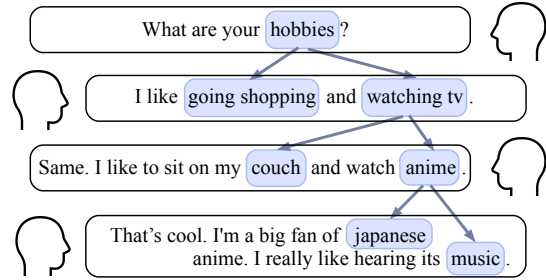 What are your hobbies ?
I like going shopping and watching tv .
Same. I like to sit on my couch and watch anime .
That's cool. I'm a big fan of japanese
anime. I really like hearing its music .